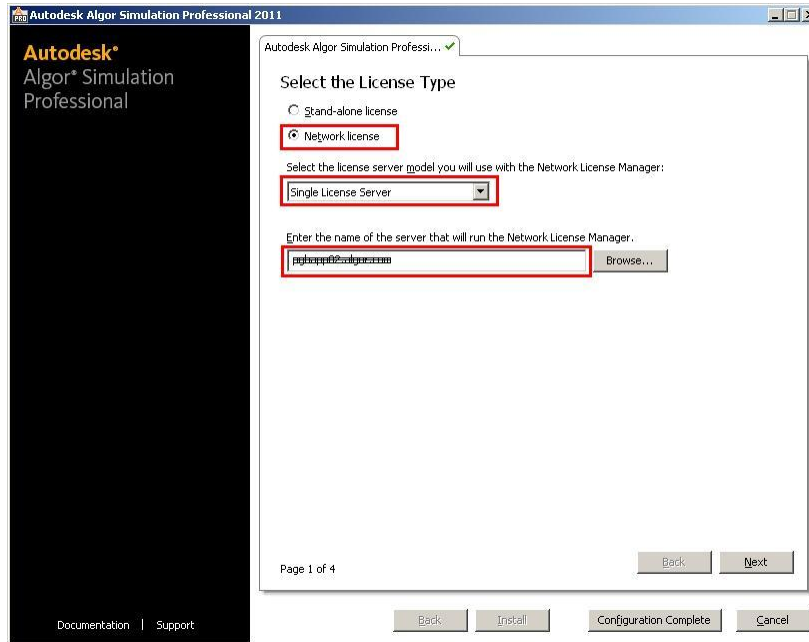 Autodesk Algor Simulation Professional 2011
Autodesk®
Algor® Simulation
Professional
Autodesk Algor Simulation Professi...
Select the License Type
Stand-alone license
Network license
Select the license server model you will use with the Network License Manager:
Single License Server
Enter the name of the server that will run the Network License Manager.
Browse...
Page 1 of 4
Back
Next
Documentation | Support
Back
Install
Configuration Complete
Cancel